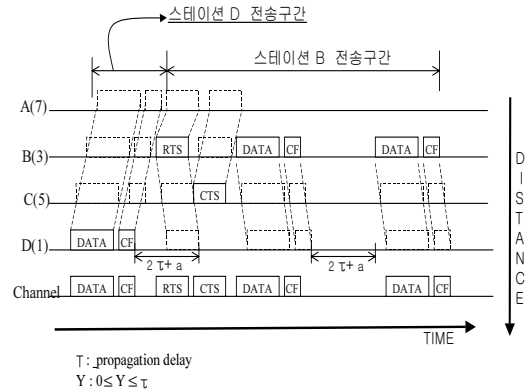 스테이션 D 전송구간
스테이션 B 전송구간
A(7)
B(3) RTS DATA CF DATA CF
C(5) CTS
D(1) DATA CF
2 τ+ a 2 τ+ a
Channel DATA CF RTS CTS DATA CF DATA CF
TIME
DISTANCE
T : propagation delay
Y : 0≤ Y ≤ τ